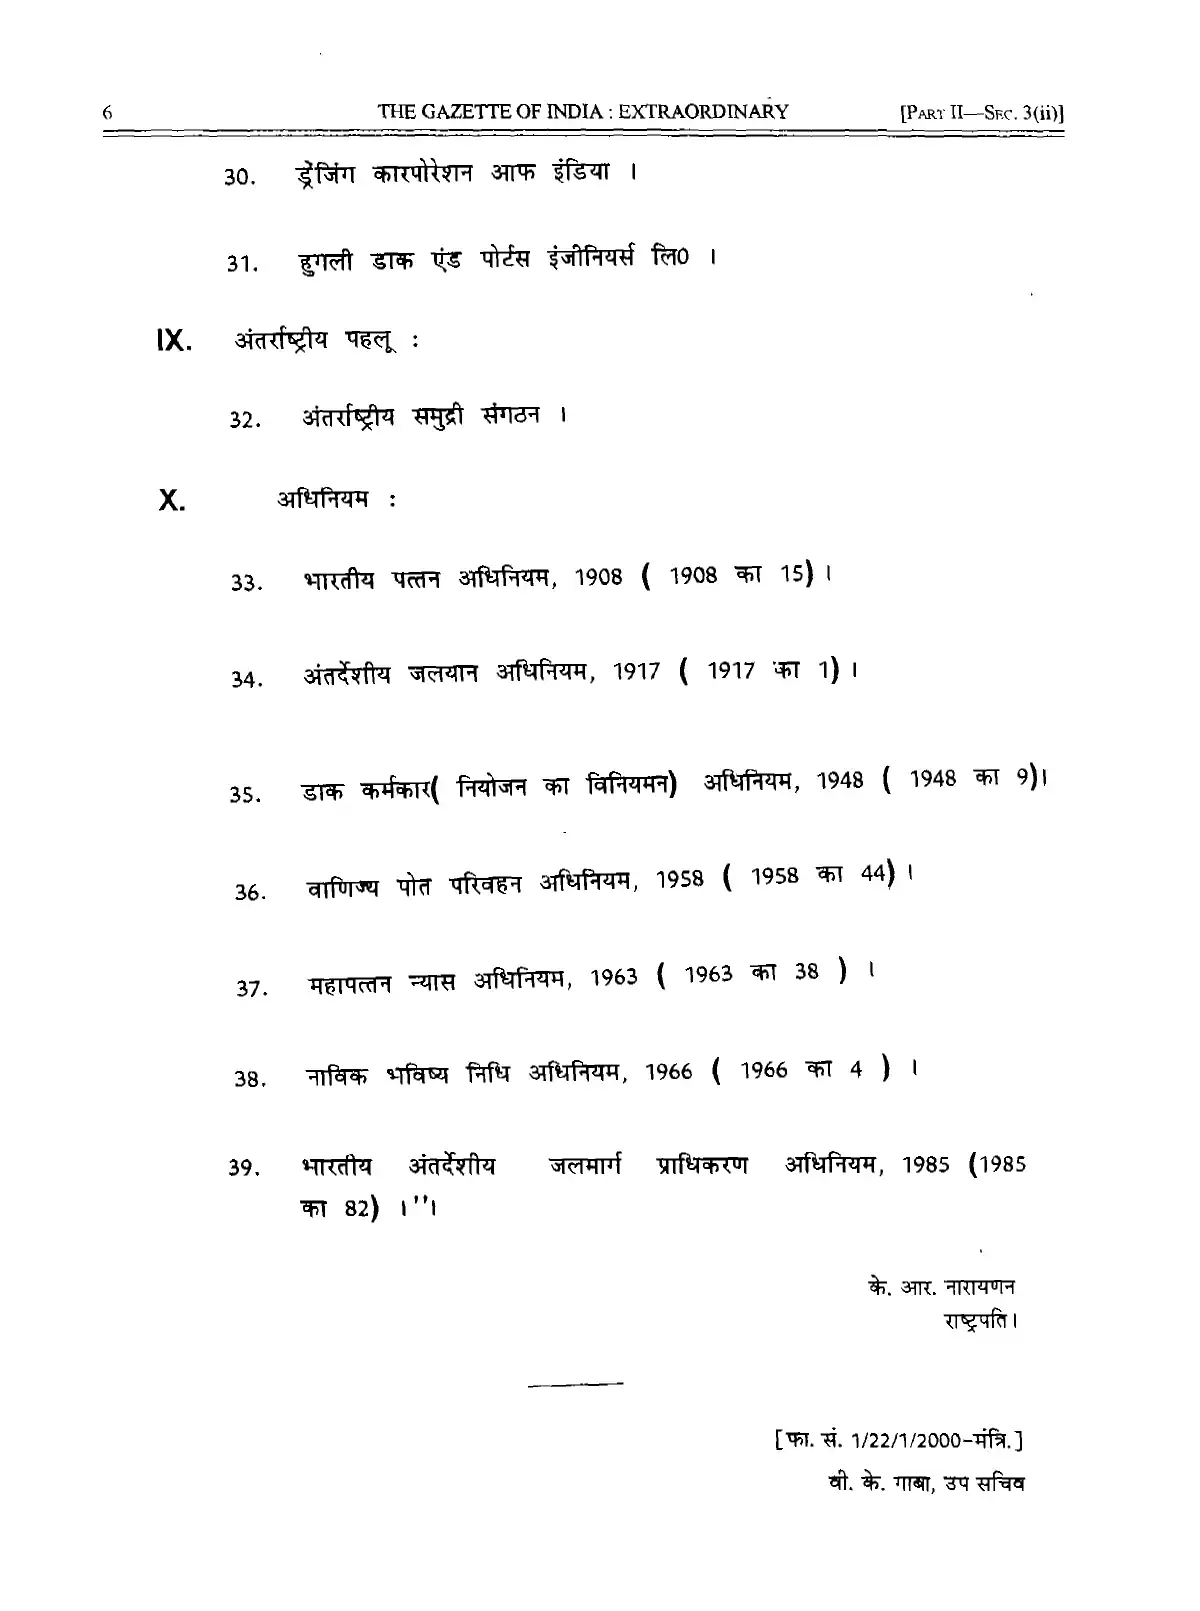 6 THE GAZETTE OF INDIA : EXTRAORDINARY [PART II—SEC. 3(ii)]
30. ड्रेंजिंग कारपोरेशन आफ इंडिया ।
31. हुगली डाक एंड पोर्टस इंजीनियर्स लि0 ।
IX. अंतर्राष्ट्रीय पहलू :
32. अंतर्राष्ट्रीय समुद्री संगठन ।
X. अधिनियम :
33. भारतीय पत्तन अधिनियम, 1908 ( 1908 का 15) ।
34. अंतर्देशीय जलयान अधिनियम, 1917 ( 1917 का 1) ।
35. डाक कर्मकार( नियोजन का विनियमन) अधिनियम, 1948 ( 1948 का 9)।
36. वाणिज्य पोत परिवहन अधिनियम, 1958 ( 1958 का 44) ।
37. महापत्तन न्यास अधिनियम, 1963 ( 1963 का 38 ) ।
38. नाविक भविष्य निधि अधिनियम, 1966 ( 1966 का 4 ) ।
39. भारतीय अंतर्देशीय जलमार्ग प्राधिकरण अधिनियम, 1985 (1985
का 82) ।''।
के. आर. नारायणन
राष्ट्रपति।
[फा. सं. 1/22/1/2000-मंत्रि.]
वी. के. गाबा, उप सचिव